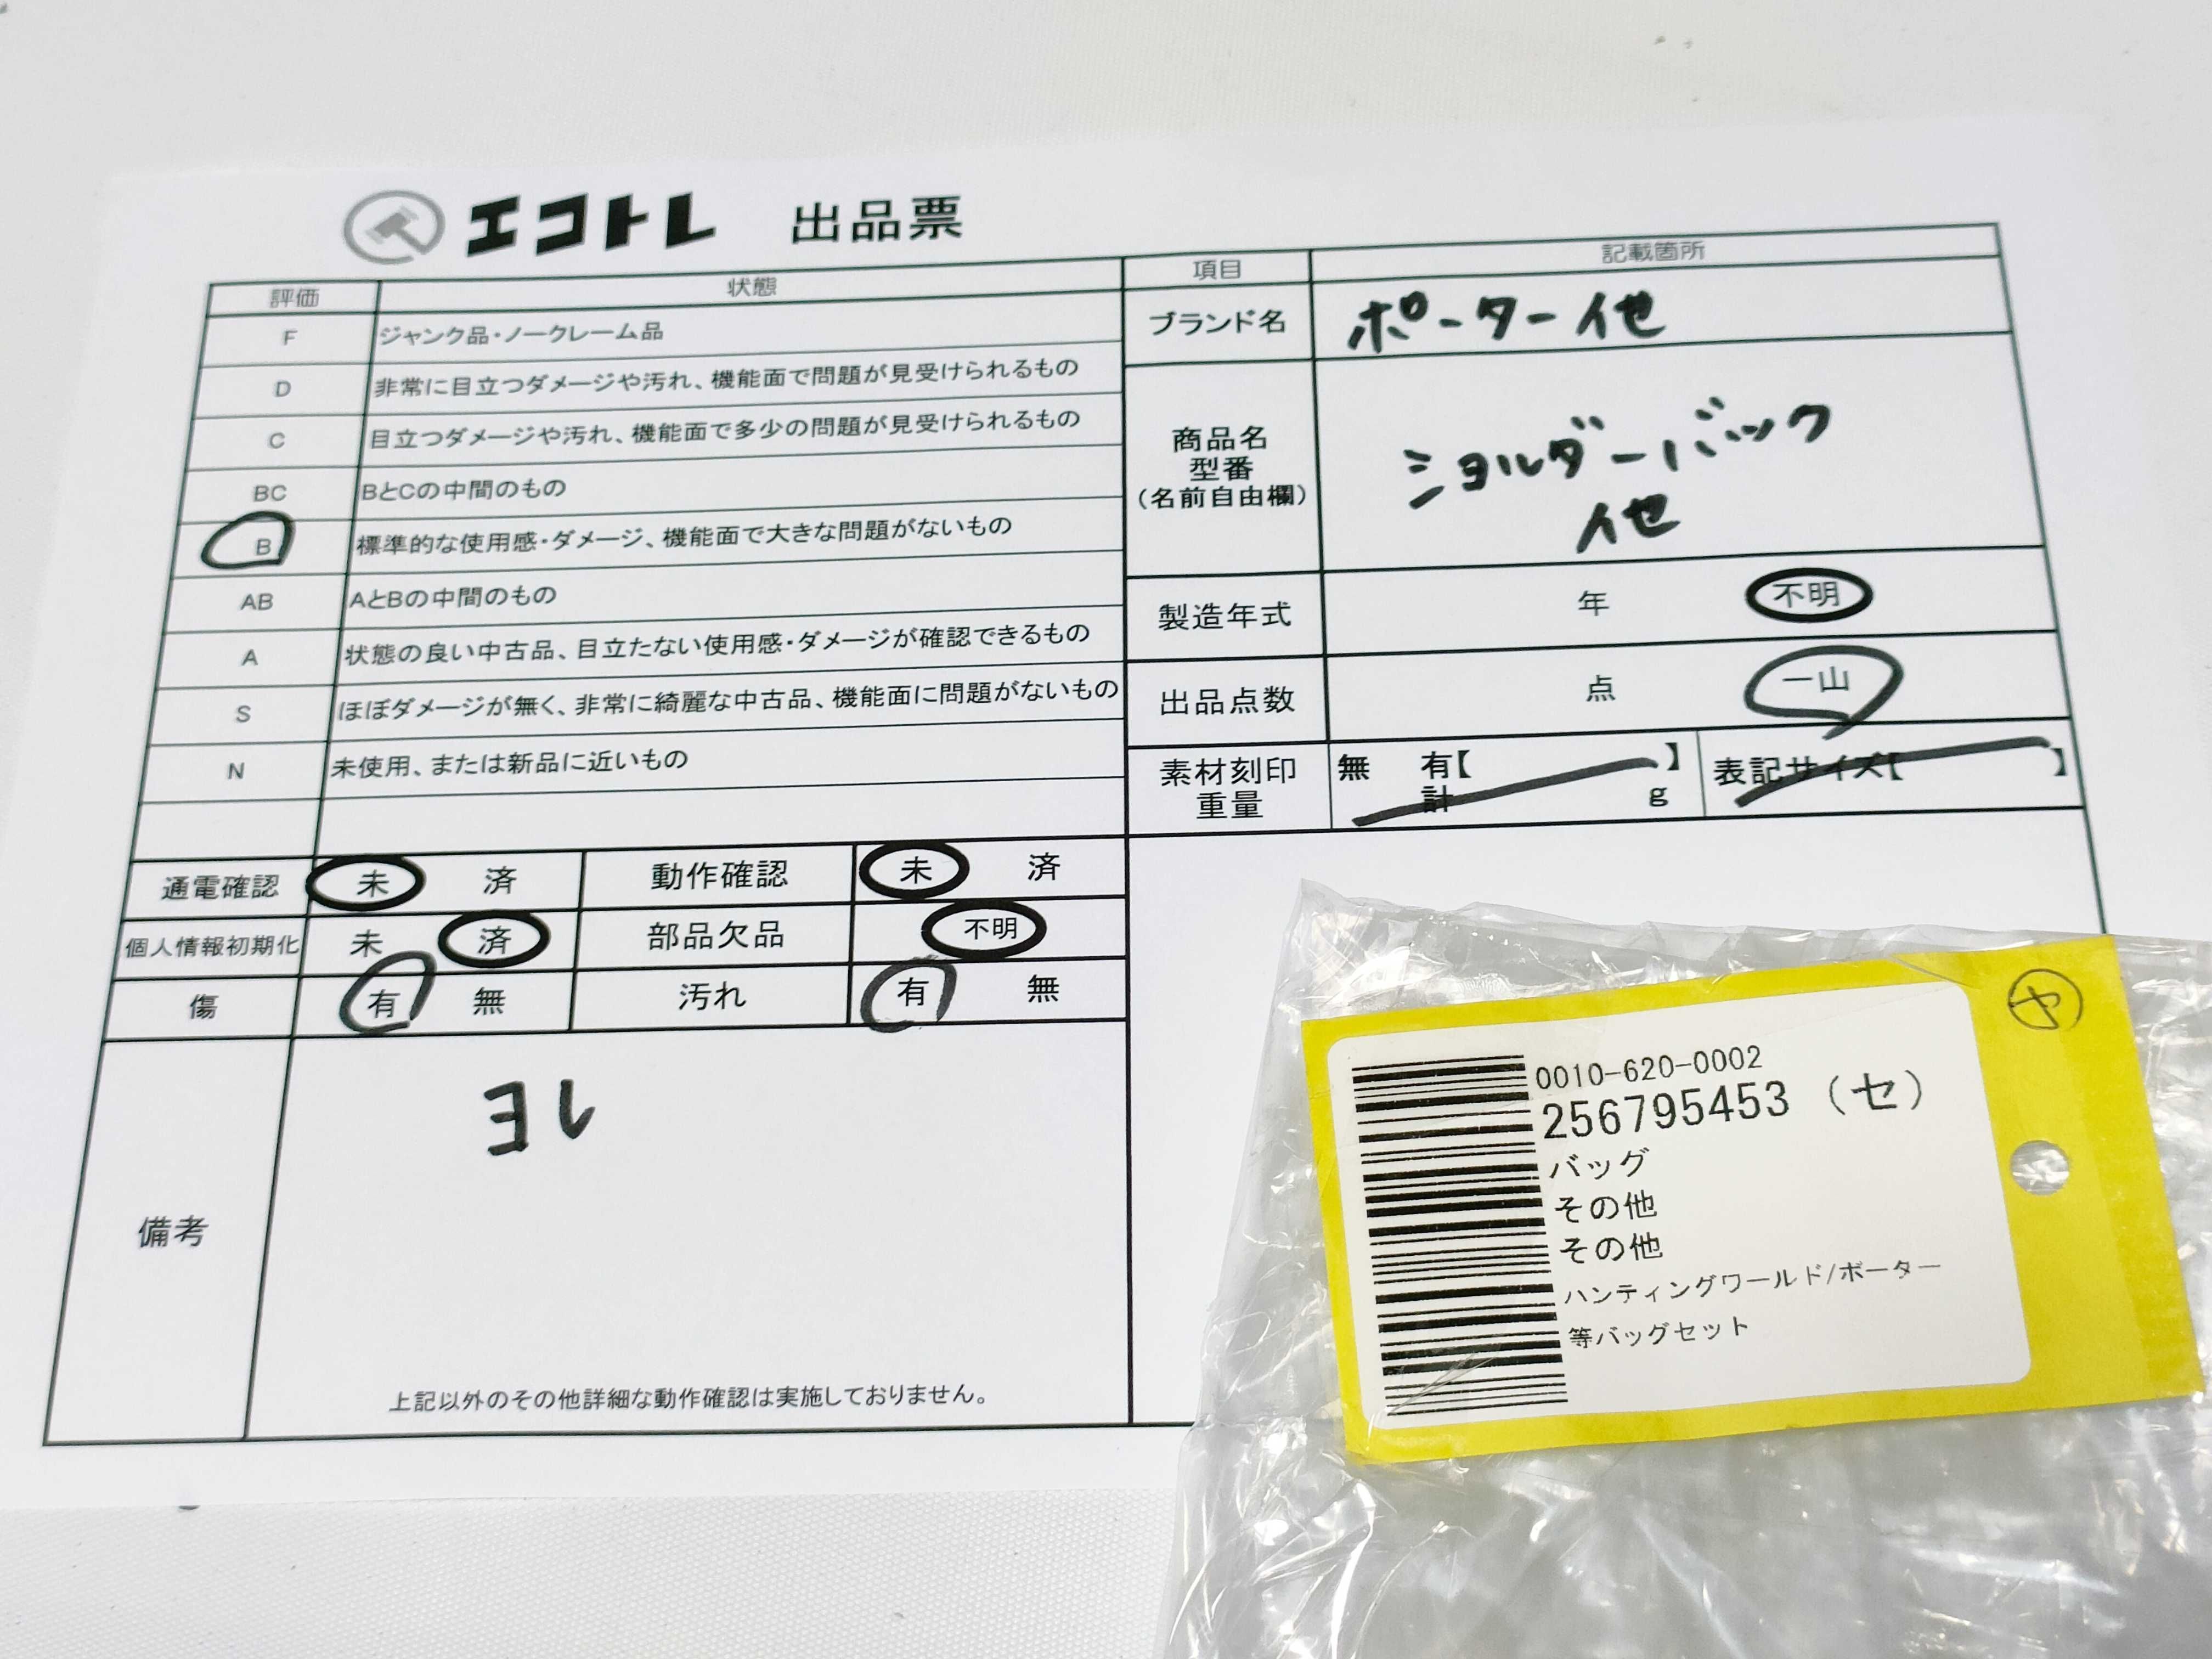 エコトレ 出品票
評価 状態
F ジャンク品・ノークレーム品
D 非常に目立つダメージや汚れ、機能面で問題が見受けられるもの
C 目立つダメージや汚れ、機能面で多少の問題が見受けられるもの
BC BとCの中間のもの
B 標準的な使用感・ダメージ、機能面で大きな問題がないもの
AB AとBの中間のもの
A 状態の良い中古品、目立たない使用感・ダメージが確認できるもの
S ほぼダメージが無く、非常に綺麗な中古品、機能面に問題がないもの
N 未使用、または新品に近いもの
通電確認 未 済 動作確認 未 済
個人情報初期化 未 済 部品欠品 不明
傷 有 無 汚れ 有 無
備考
ヨレ
上記以外のその他詳細な動作確認は実施しておりません。
項目 記載箇所
ブランド名 ポーター他
商品名
型番
(名前自由欄)
ショルダーバック
他
製造年式 年 不明
出品点数 点 一山
素材刻印 無 有【 】 表記サイズ【 】
重量 計 g
ヤ
0010-620-0002
256795453 (セ)
バッグ
その他
その他
ハンティングワールド/ポーター
等バッグセット